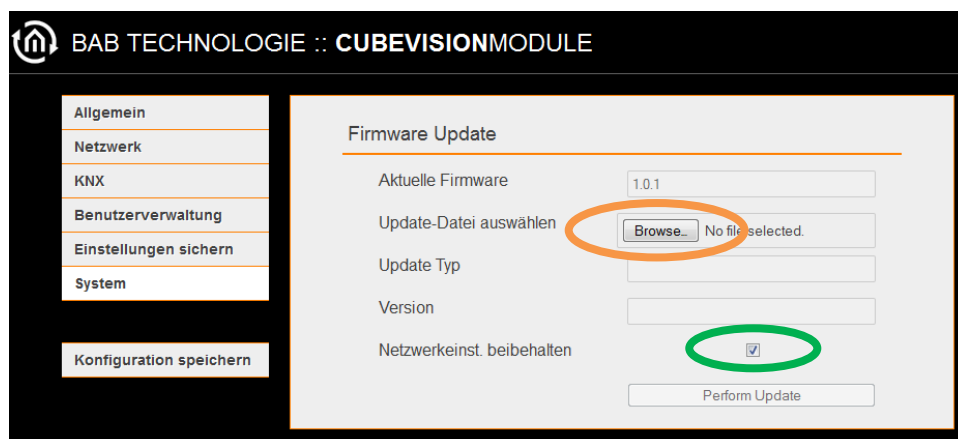 BAB TECHNOLOGIE :: CUBEVISIONMODULE
Allgemein
Netzwerk
KNX
Benutzerverwaltung
Einstellungen sichern
System
Konfiguration speichern
Firmware Update
Aktuelle Firmware 1.0.1
Update-Datei auswählen Browse.. No file selected.
Update Typ
Version
Netzwerkeinst. beibehalten
Perform Update